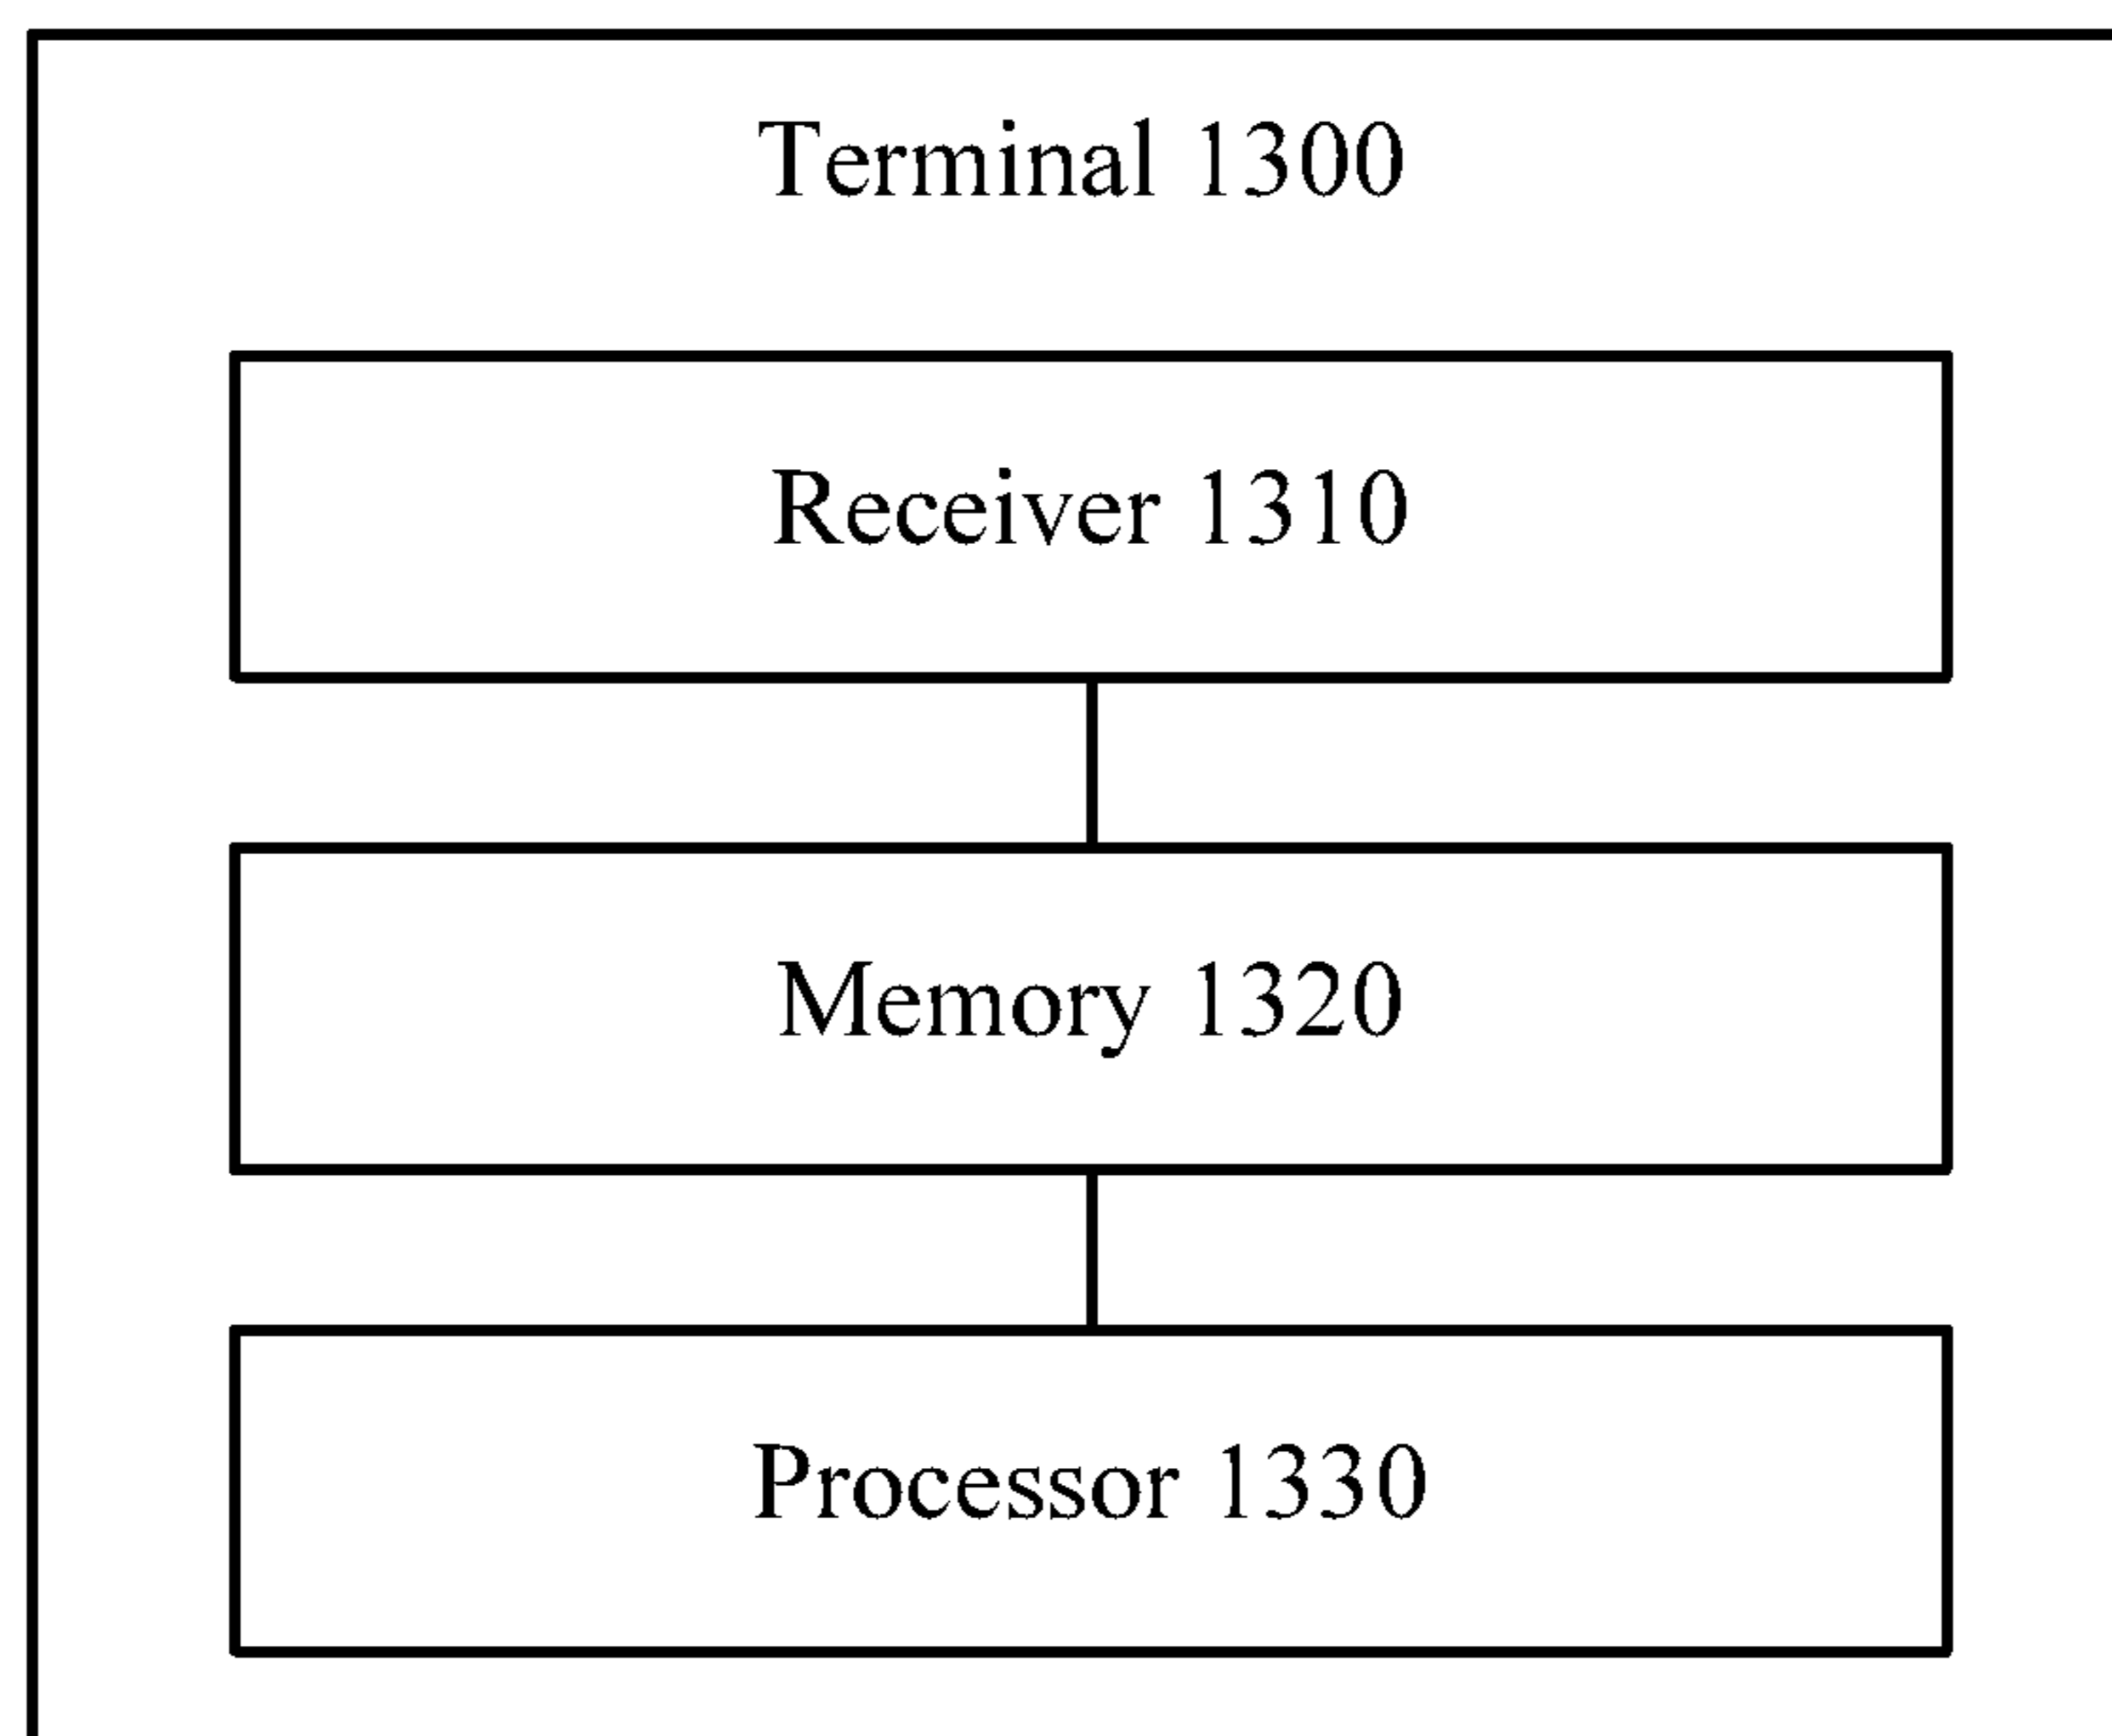 Terminal 1300
Receiver 1310
Memory 1320
Processor 1330